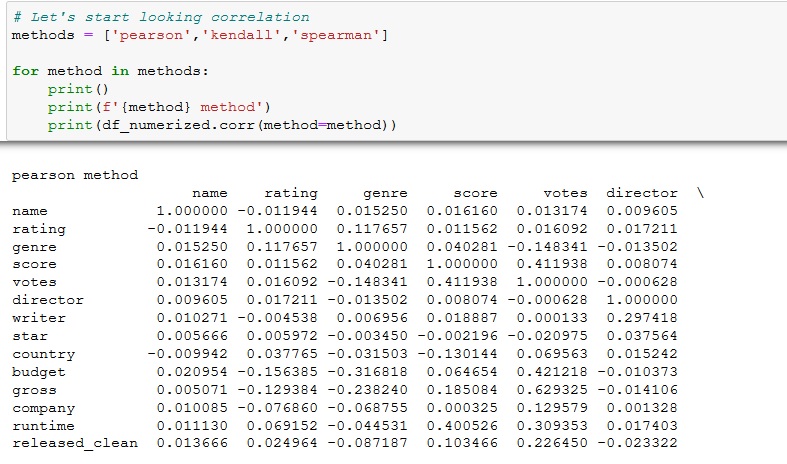 # Let's start looking correlation
methods = ['pearson','kendall','spearman']
for method in methods:
    print()
    print(f'{method} method')
    print(df_numerized.corr(method=method))
pearson method
                    name    rating     genre     score     votes  director  \
name            1.000000 -0.011944  0.015250  0.016160  0.013174  0.009605
rating         -0.011944  1.000000  0.117657  0.011562  0.016092  0.017211
genre           0.015250  0.117657  1.000000  0.040281 -0.148341 -0.013502
score           0.016160  0.011562  0.040281  1.000000  0.411938  0.008074
votes           0.013174  0.016092 -0.148341  0.411938  1.000000 -0.000628
director        0.009605  0.017211 -0.013502  0.008074 -0.000628  1.000000
writer          0.010271 -0.004538  0.006956  0.018887  0.000133  0.297418
star            0.005666  0.005972 -0.003450 -0.002196 -0.020975  0.037564
country        -0.009942  0.037765 -0.031503 -0.130144  0.069563  0.015242
budget          0.020954 -0.156385 -0.316818  0.064654  0.421218 -0.010373
gross           0.005071 -0.129384 -0.238240  0.185084  0.629325 -0.014106
company         0.010085 -0.076860 -0.068755  0.000325  0.129579  0.001328
runtime         0.011130  0.069152 -0.044531  0.400526  0.309353  0.017403
released_clean  0.013666  0.024964 -0.087187  0.103466  0.226450 -0.023322